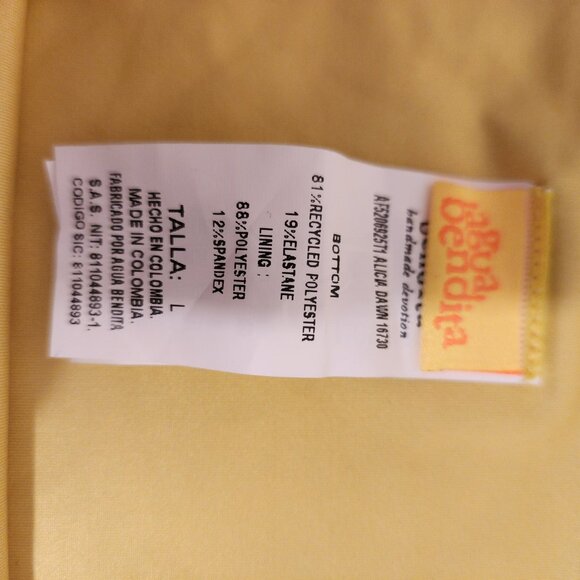 agua
bendita
handmade devotion
AF5206925T1 ALICIA DAWN 16730
BOTTOM
81%RECYCLED POLYESTER
19%ELASTANE
LINING :
88%POLYESTER
12%SPANDEX
TALLA: L
HECHO EN COLOMBIA.
MADE IN COLOMBIA.
FABRICADO POR AGUA BENDITA
S.A.S. NIT: 811044893-1.
CODIGO SIC: 811044893